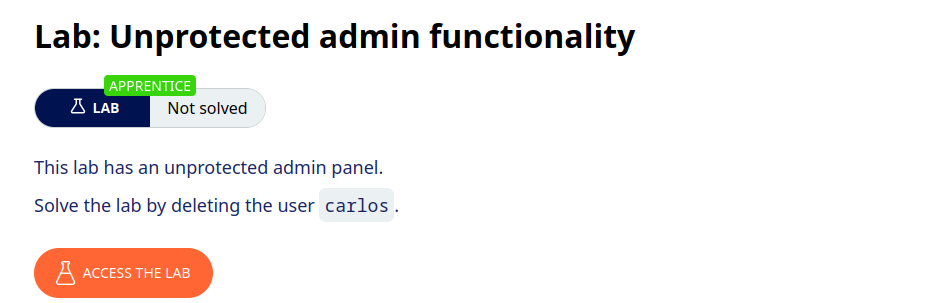 Lab: Unprotected admin functionality
APPRENTICE
LAB Not solved
This lab has an unprotected admin panel.
Solve the lab by deleting the user carlos.
ACCESS THE LAB